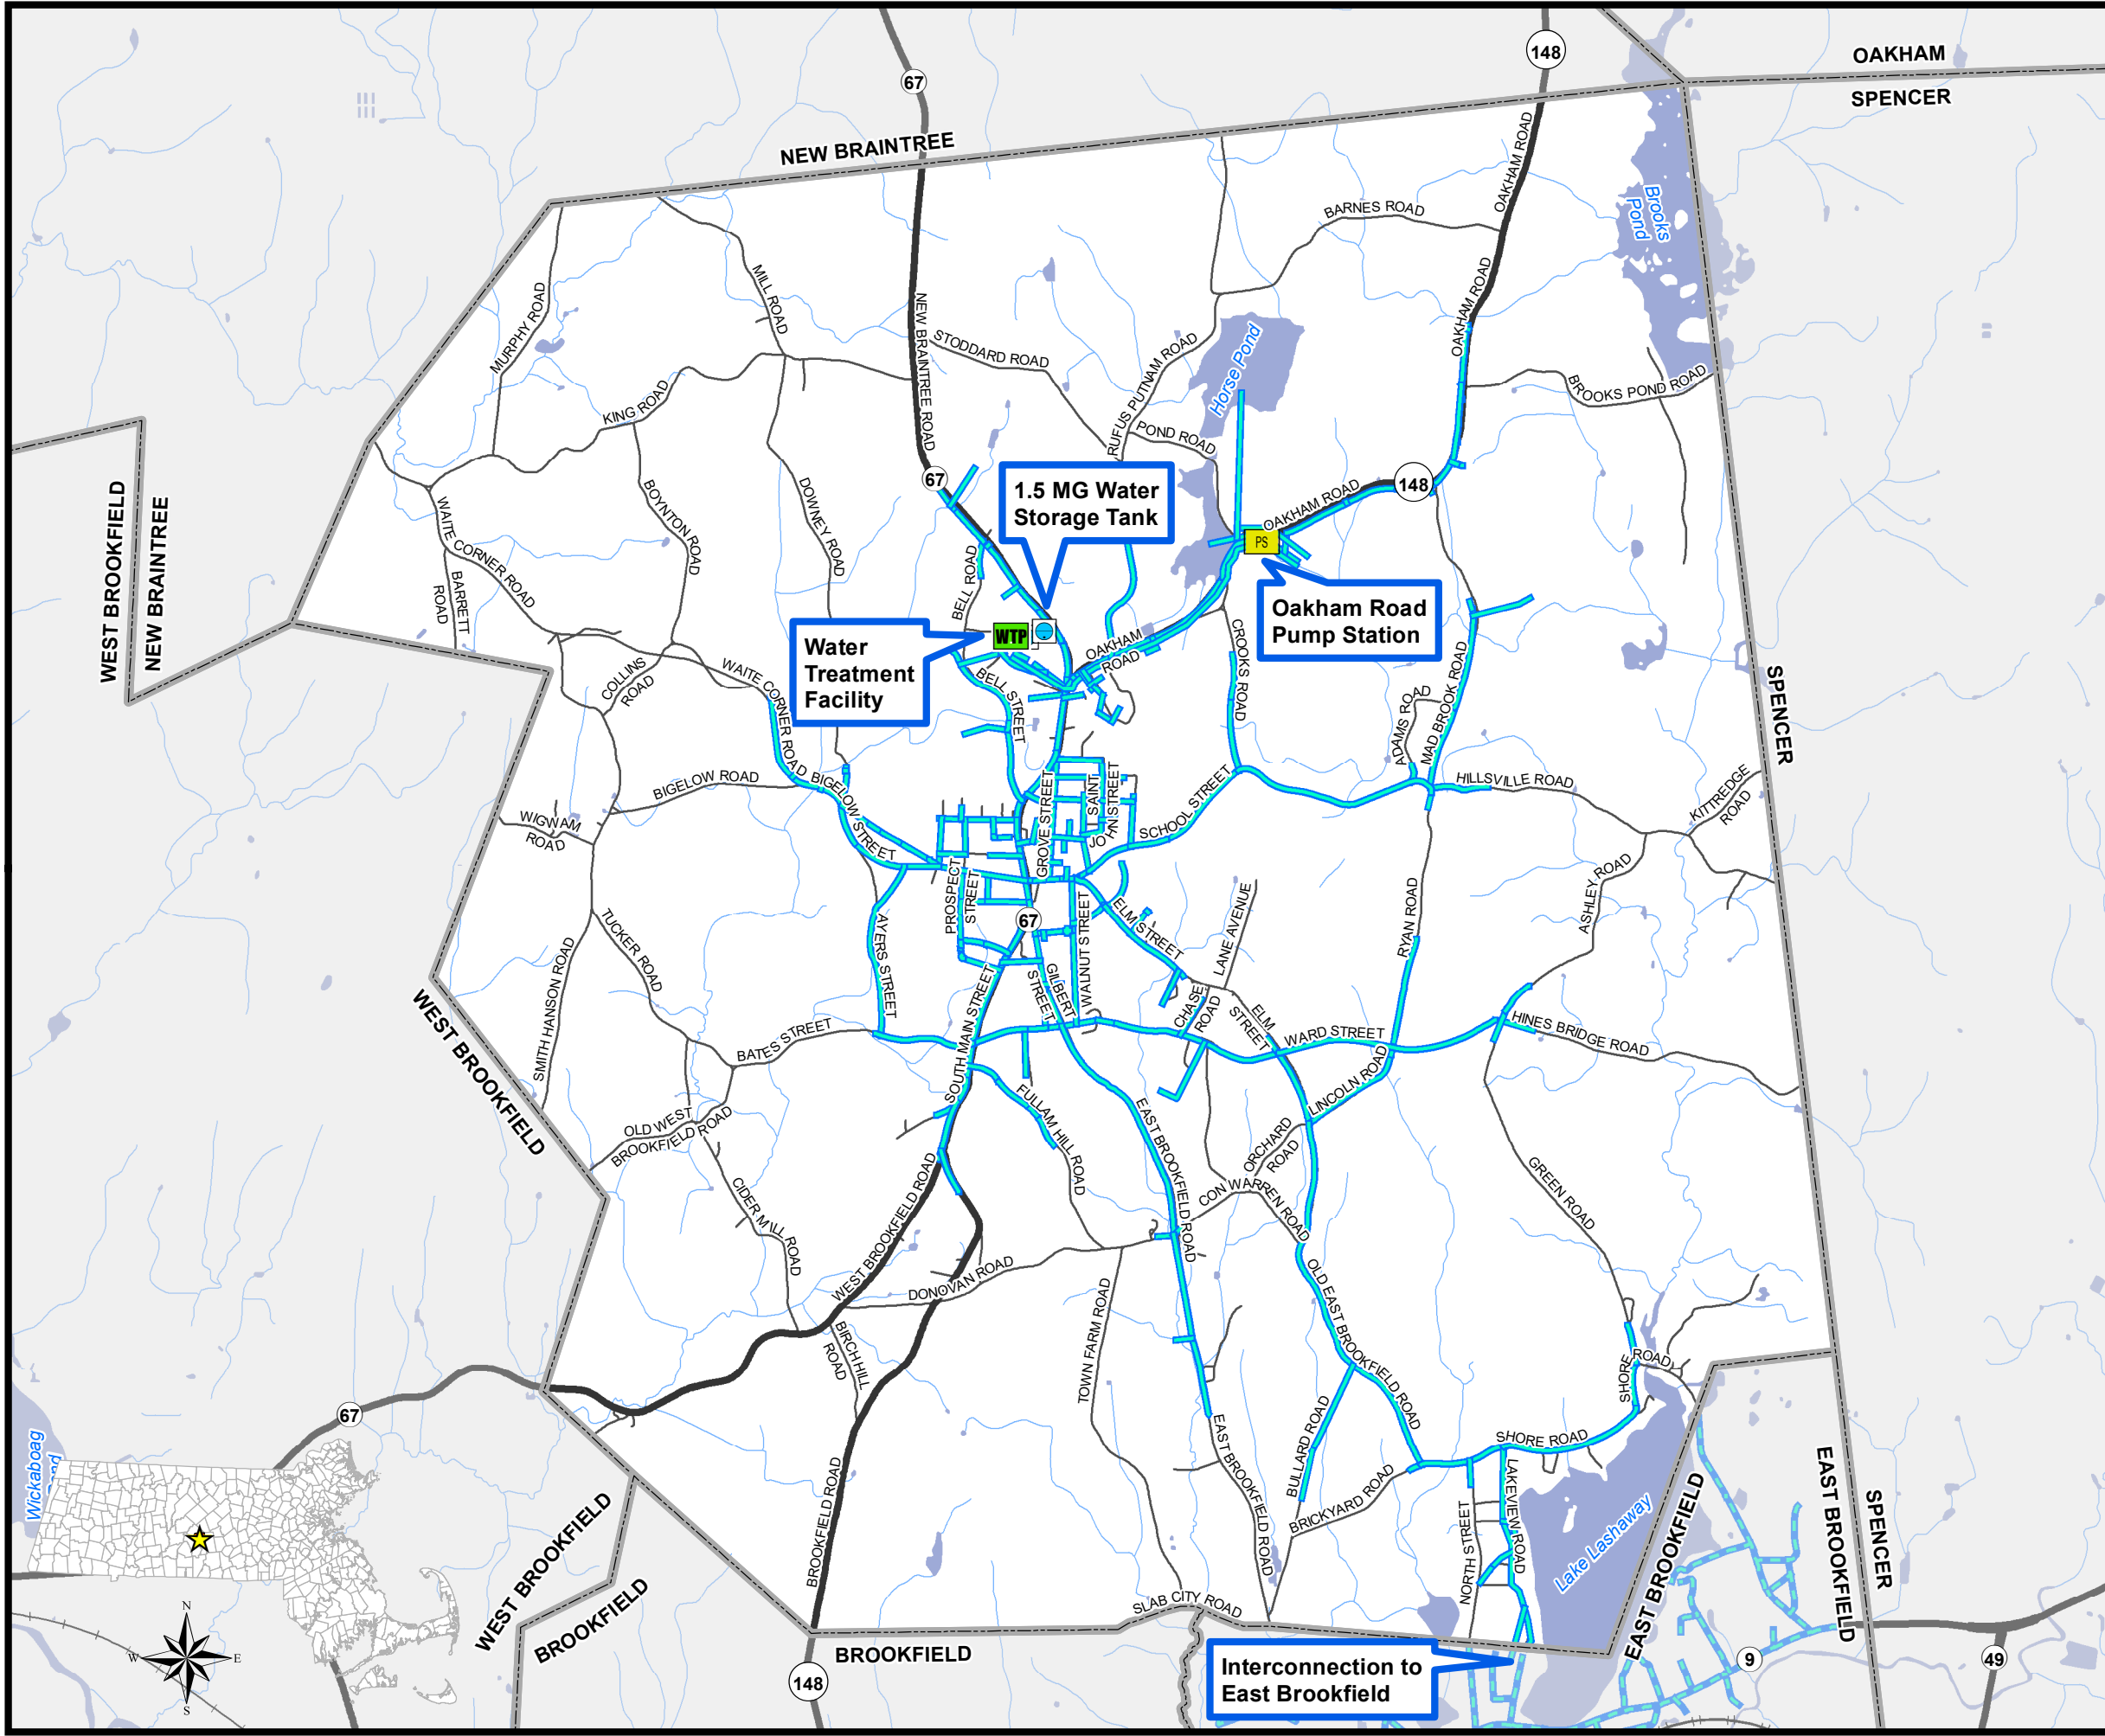 OAKHAM
SPENCER
148
67
NEW BRAINTREE
OAKHAM ROAD
BARNES ROAD
Brooks
Pond
MILL ROAD
MURPHY ROAD
NEW BRAINTREE ROAD
STODDARD ROAD
RUFUS PUTNAM ROAD
Horse Pond
OAKHAM ROAD
BROOKS POND ROAD
KING ROAD
POND ROAD
67
1.5 MG Water
Storage Tank
148
OAKHAM ROAD
PS
WEST BROOKFIELD
NEW BRAINTREE
WAITE CORNER ROAD
BARRETT
ROAD
BOYNTON ROAD
DOWNEY ROAD
BELL ROAD
Oakham Road
Pump Station
WTP
Water
Treatment
Facility
OAKHAM
ROAD
CROOKS ROAD
COLLINS
ROAD
WAITE CORNER ROAD
BELL STREET
ADAMS ROAD
MAD BROOK ROAD
SPENCER
BIGELOW ROAD
BIGELOW STREET
GROVE STREET
SAINT
JOHN STREET
SCHOOL STREET
HILLSVILLE ROAD
KITTREDGE
ROAD
WIGWAM
ROAD
PROSPECT
STREET
ASHLEY ROAD
67
AYERS STREET
WALNUT STREET
ELM STREET
LANE AVENUE
RYAN ROAD
TUCKER ROAD
SMITH HANSON ROAD
SOUTH MAIN STREET
GILBERT
STREET
CHASE
ROAD
ELM
STREET
WARD STREET
HINES BRIDGE ROAD
WEST BROOKFIELD
BATES STREET
LINCOLN ROAD
OLD WEST
BROOKFIELD ROAD
FULLAM HILL ROAD
EAST BROOKFIELD ROAD
ORCHARD
ROAD
CON WARREN ROAD
GREEN ROAD
CIDER MILL ROAD
WEST BROOKFIELD ROAD
DONOVAN ROAD
OLD EAST BROOKFIELD ROAD
BIRCH HILL
ROAD
TOWN FARM ROAD
SHORE ROAD
67
BULLARD ROAD
SHORE ROAD
EAST BROOKFIELD ROAD
BRICKYARD ROAD
LAKEVIEW ROAD
NORTH STREET
Wickaboag
Pond
BROOKFIELD ROAD
Lake Lashaway
EAST BROOKFIELD
EAST BROOKFIELD
SPENCER
WEST BROOKFIELD
BROOKFIELD
SLAB CITY ROAD
BROOKFIELD
N
W
E
S
148
Interconnection to
East Brookfield
9
49